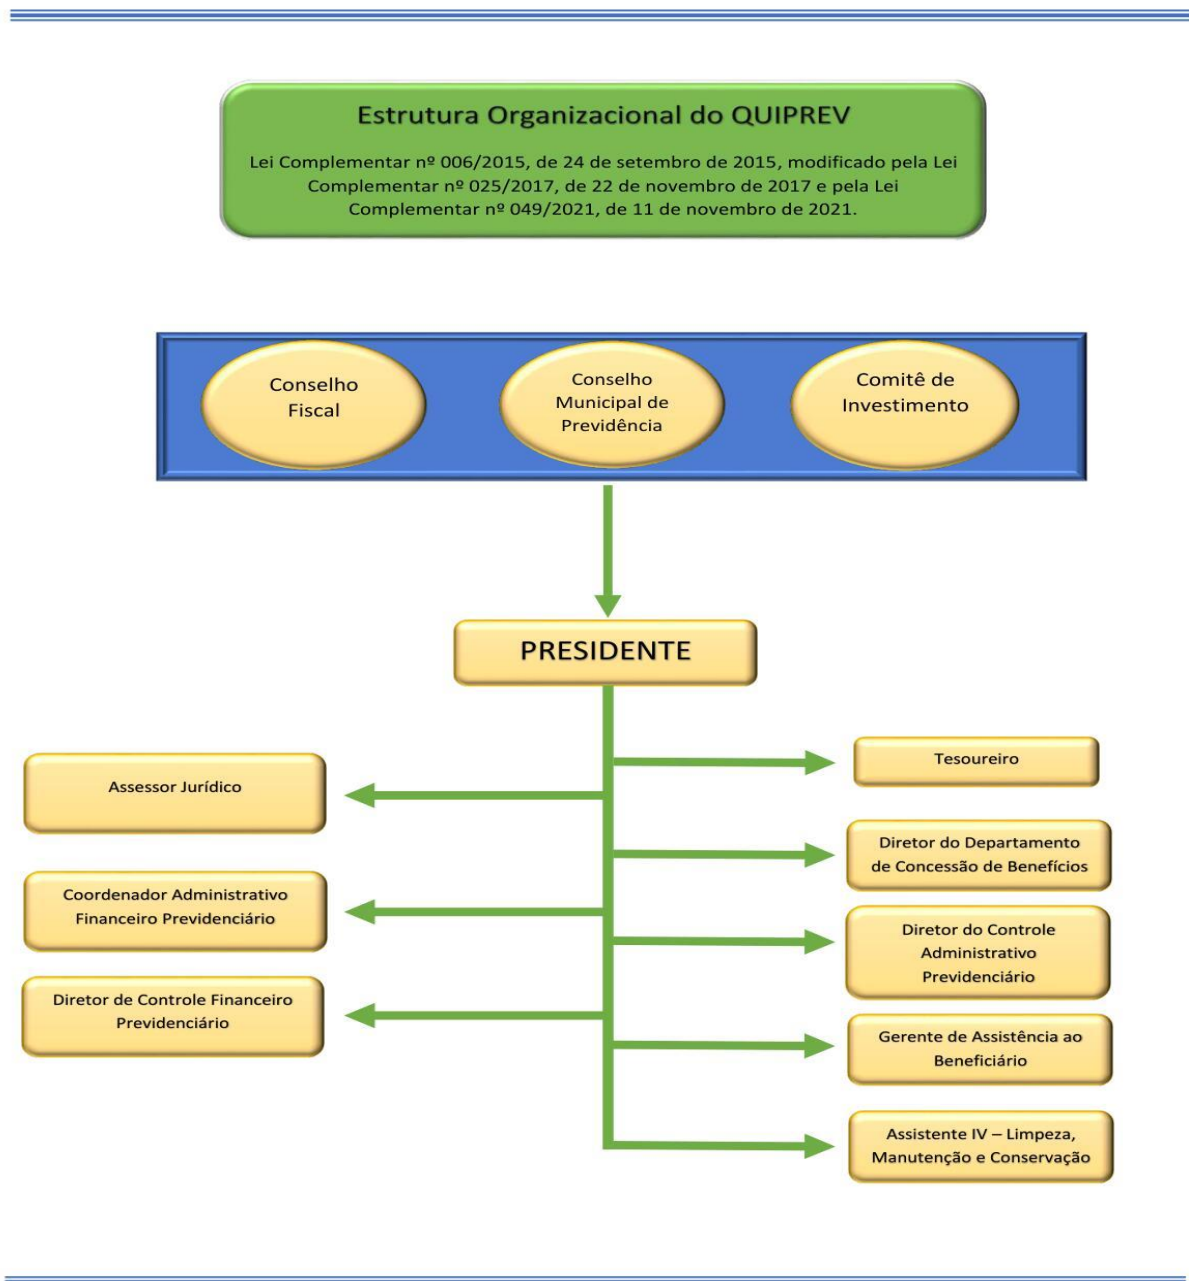 Estrutura Organizacional do QUIPREV
Lei Complementar nº 006/2015, de 24 de setembro de 2015, modificado pela Lei
Complementar nº 025/2017, de 22 de novembro de 2017 e pela Lei
Complementar nº 049/2021, de 11 de novembro de 2021.
Conselho
Fiscal
Conselho
Municipal de
Previdência
Comitê de
Investimento
PRESIDENTE
Assessor Jurídico
Coordenador Administrativo
Financeiro Previdenciário
Diretor de Controle Financeiro
Previdenciário
Tesoureiro
Diretor do Departamento
de Concessão de Benefícios
Diretor do Controle
Administrativo
Previdenciário
Gerente de Assistência ao
Beneficiário
Assistente IV – Limpeza,
Manutenção e Conservação